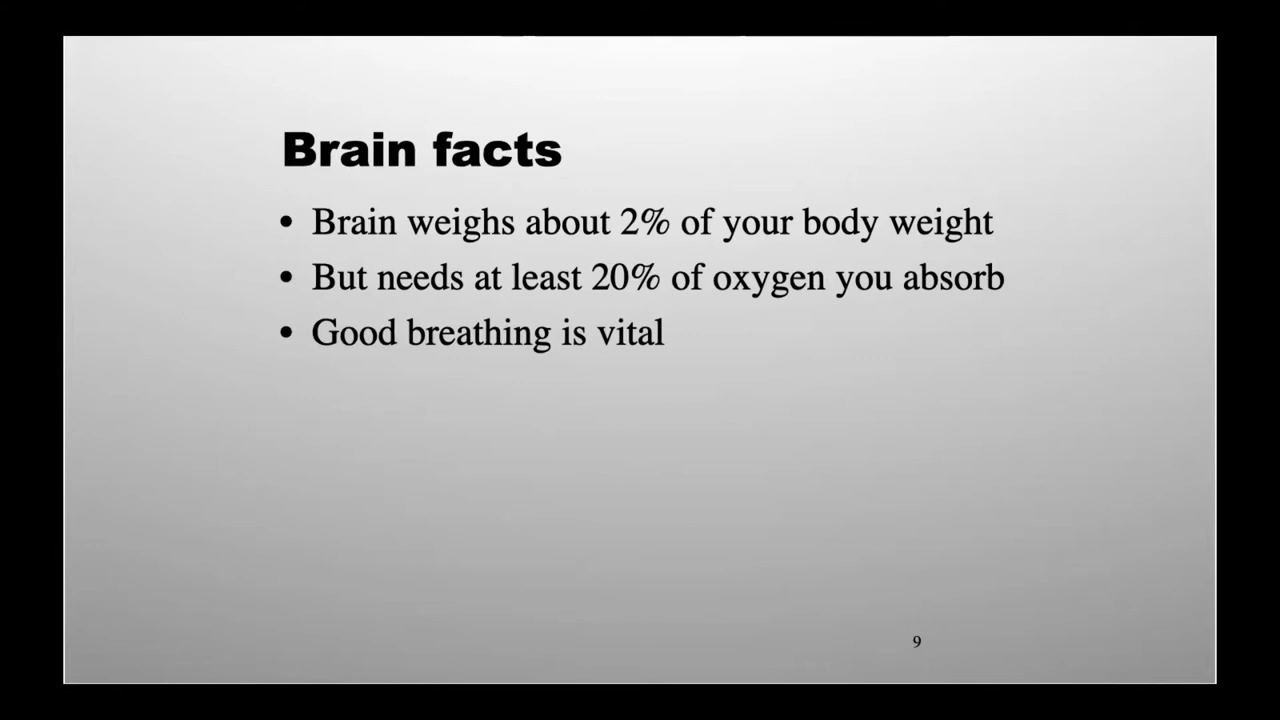 Brain facts
• Brain weighs about 2% of your body weight
• But needs at least 20% of oxygen you absorb
• Good breathing is vital
9